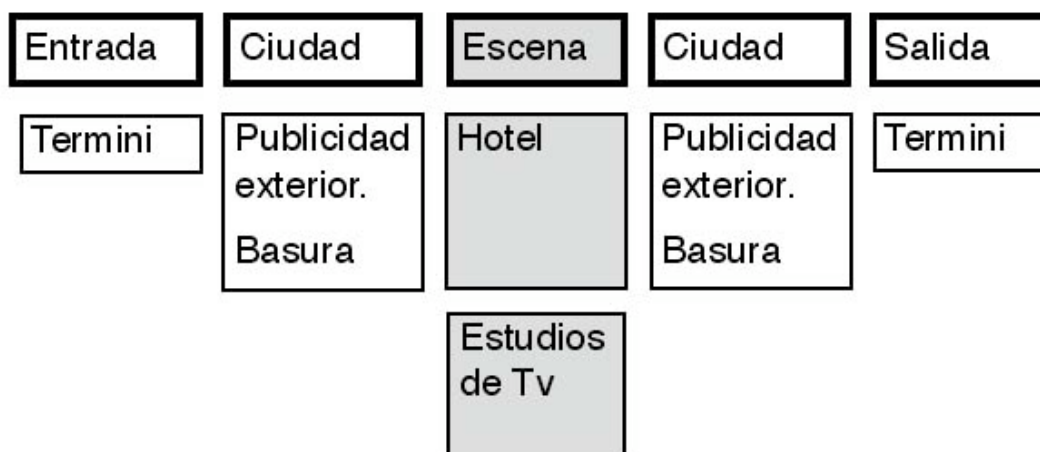 Entrada
Ciudad
Escena
Ciudad
Salida
Termini
Publicidad
exterior.
Basura
Hotel
Publicidad
exterior.
Basura
Termini
Estudios
de Tv